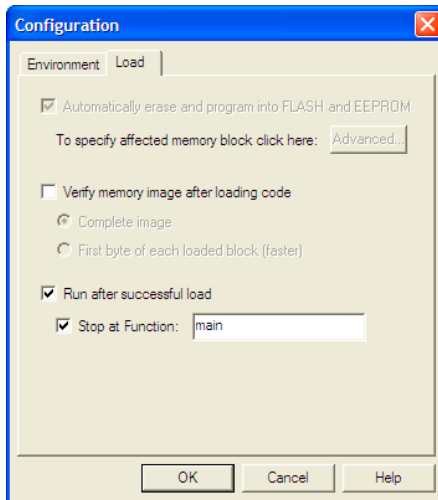 Configuration
Environment Load
Automatically erase and program into FLASH and EEPROM
To specify affected memory block click here: Advanced...
Verify memory image after loading code
Complete image
First byte of each loaded block (faster)
Run after successful load
Stop at Function: main
OK Cancel Help